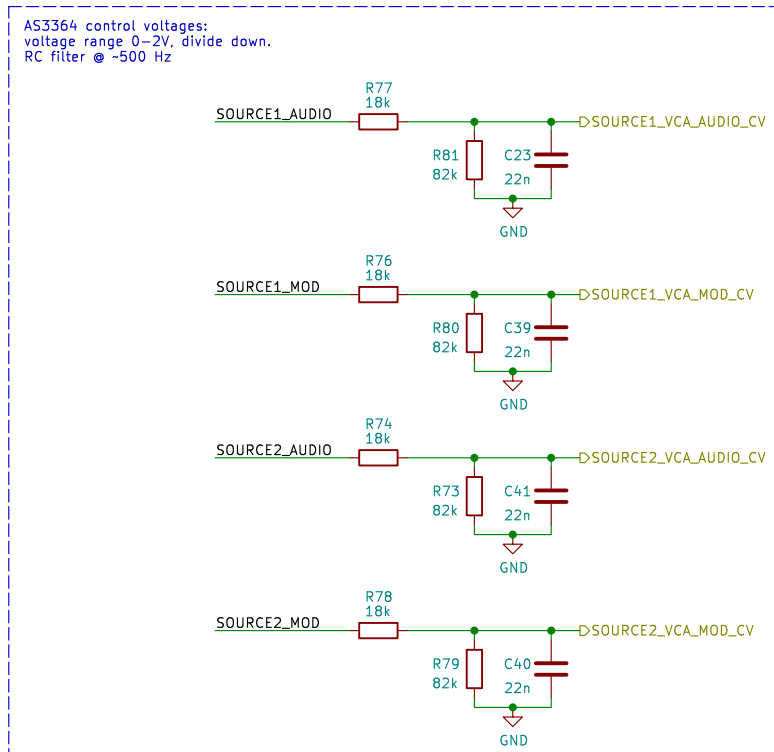 AS3364 control voltages:
voltage range 0-2V, divide down.
RC filter @ ~500 Hz
R77
18k
SOURCE1_AUDIO
SOURCE1_VCA_AUDIO_CV
R81
82k
C23
22n
GND
R76
18k
SOURCE1_MOD
SOURCE1_VCA_MOD_CV
R80
82k
C39
22n
GND
R74
18k
SOURCE2_AUDIO
SOURCE2_VCA_AUDIO_CV
R73
82k
C41
22n
GND
R78
18k
SOURCE2_MOD
SOURCE2_VCA_MOD_CV
R79
82k
C40
22n
GND